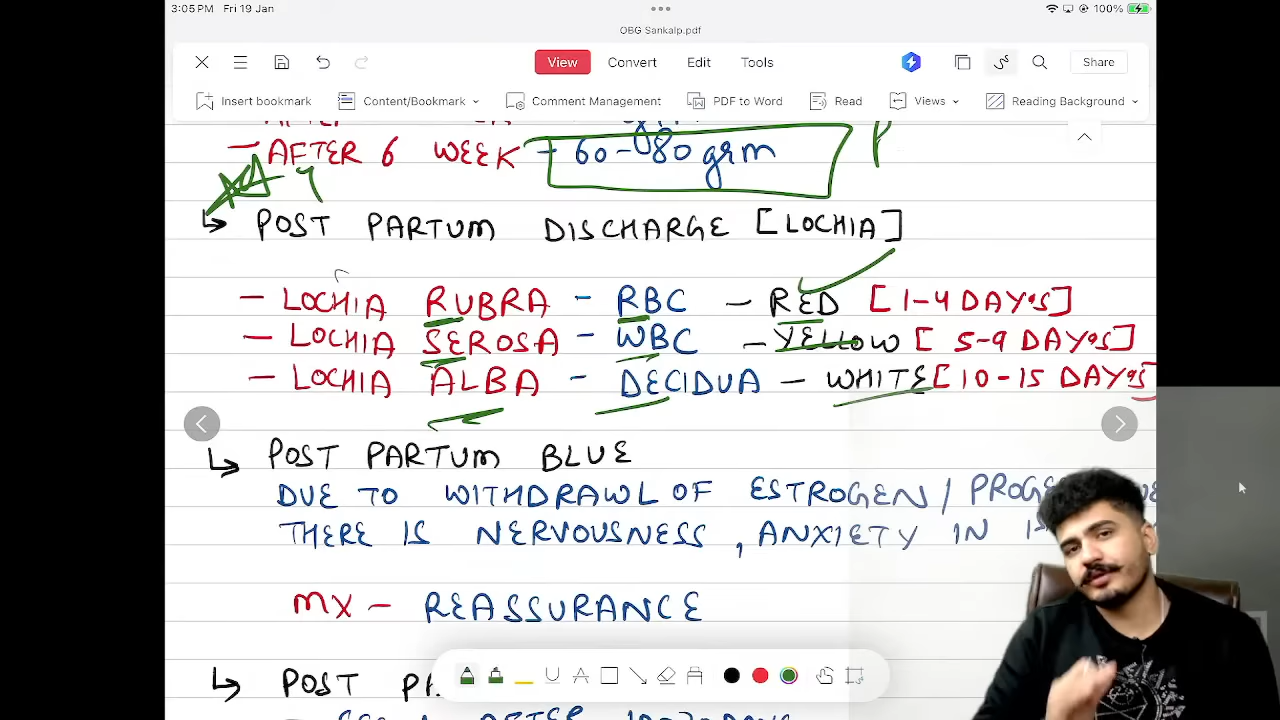 3:05 PM Fri 19 Jan
100%
OBG Sankalp.pdf
View Convert Edit Tools
Share
Insert bookmark Content/Bookmark Comment Management PDF to Word Read Views Reading Background
- AFTER 6 WEEK - 60-80 grm
POST PARTUM DISCHARGE [LOCHIA]
- LOCHIA RUBRA - RBC - RED [1-4 DAYS]
- LOCHIA SEROSA - WBC - YELLOW [5-9 DAYS]
- LOCHIA ALBA - DECIDUA - WHITE [10-15 DAYS]
POST PARTUM BLUE
DUE TO WITHDRAWL OF ESTROGEN/
THERE IS NERVOUSNESS, ANXIETY IN
MX - REASSURANCE
POST
AFTER